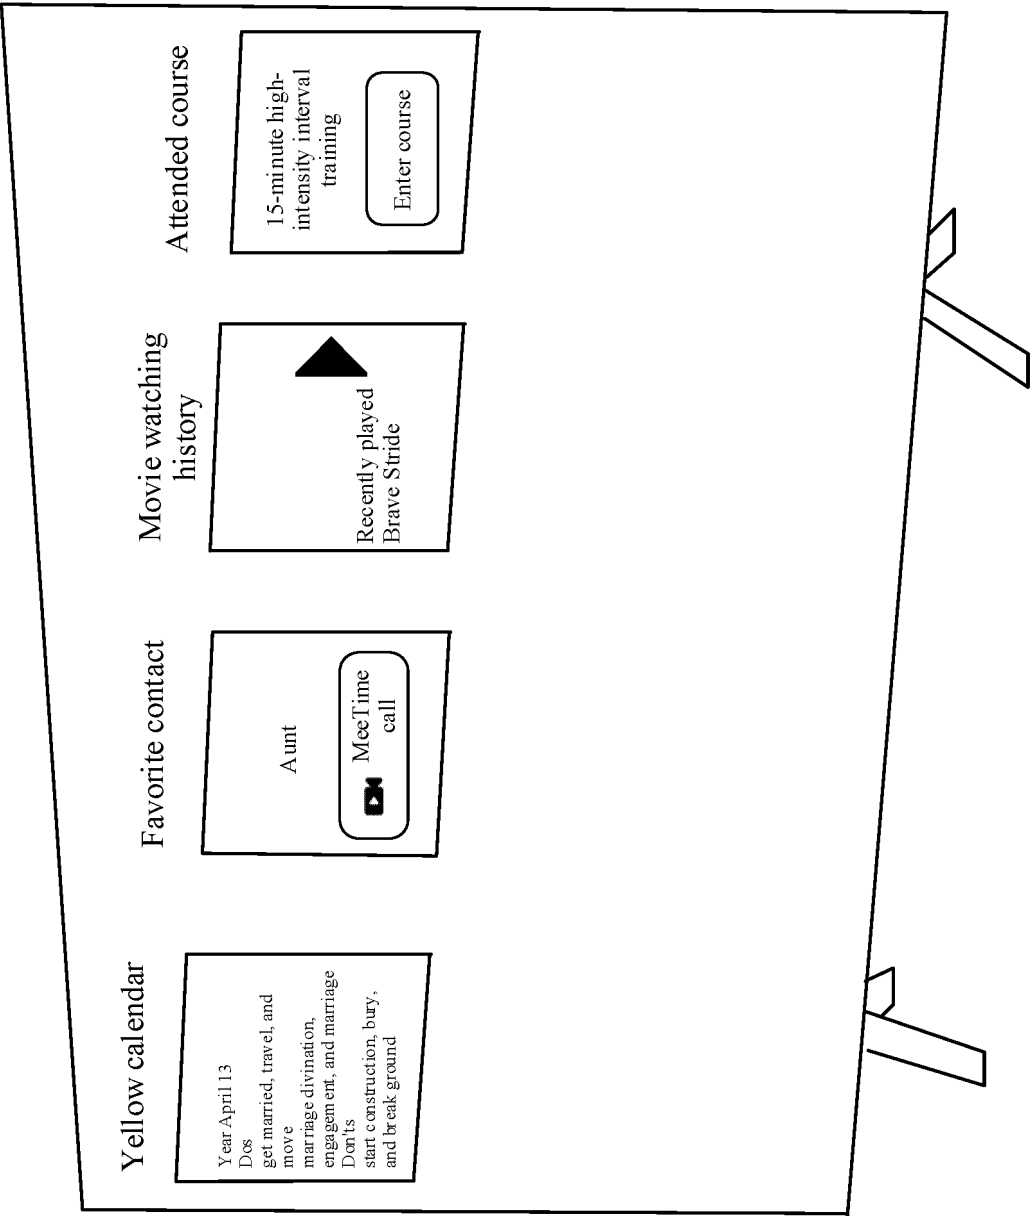 Yellow calendar
Year April 13
Dos
get married, travel, and
move
marriage divination,
engagement, and marriage
Don'ts
start construction, bury,
and break ground
Favorite contact
Aunt
MeeTime
call
Movie watching
history
Recently played
Brave Stride
Attended course
15-minute high-
intensity interval
training
Enter course